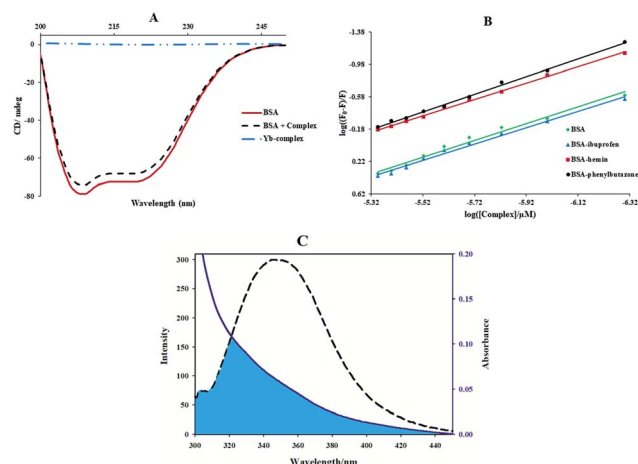 A
200 215 230 245
0
-20
-40
-60
-80
CD/ mdeg
BSA
BSA + Complex
Yb-complex
Wavelength (nm)
B
-1.38
-0.98
-0.58
-0.18
0.22
0.62
log((F0-F)/F)
BSA
BSA-ibuprofen
BSA-hemin
BSA-phenylbutazone
-5.32 -5.52 -5.72 -5.92 -6.12 -6.32
log([Complex]/µM)
C
300
250
200
150
100
50
0
Intensity
0.20
0.15
0.10
0.05
0.00
Absorbance
300 320 340 360 380 400 420 440
Wavelength/nm